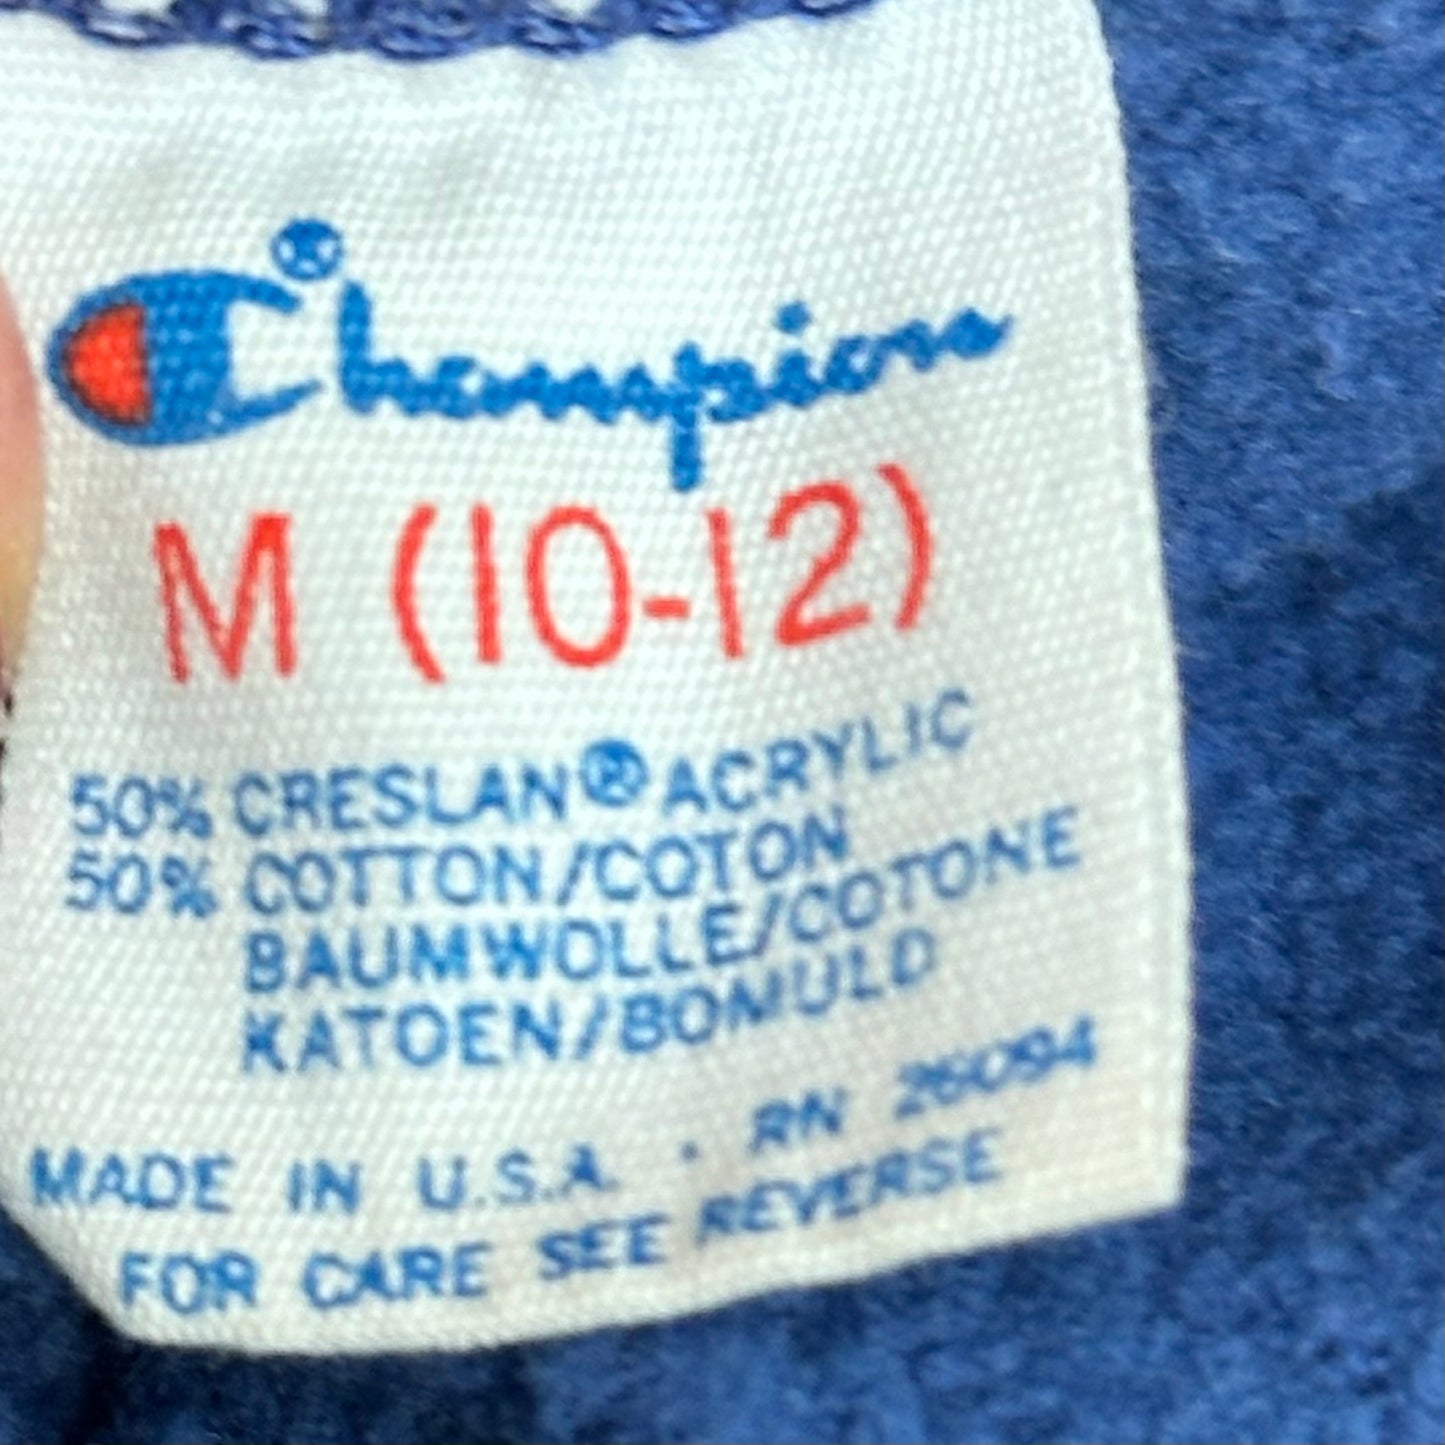 Champion
M (10-12)
50% CRESLAN® ACRYLIC
50% COTTON/COTON
BAUMWOLLE/COTONE
KATOEN/BOMULD
MADE IN U.S.A. · RN 26094
FOR CARE SEE REVERSE